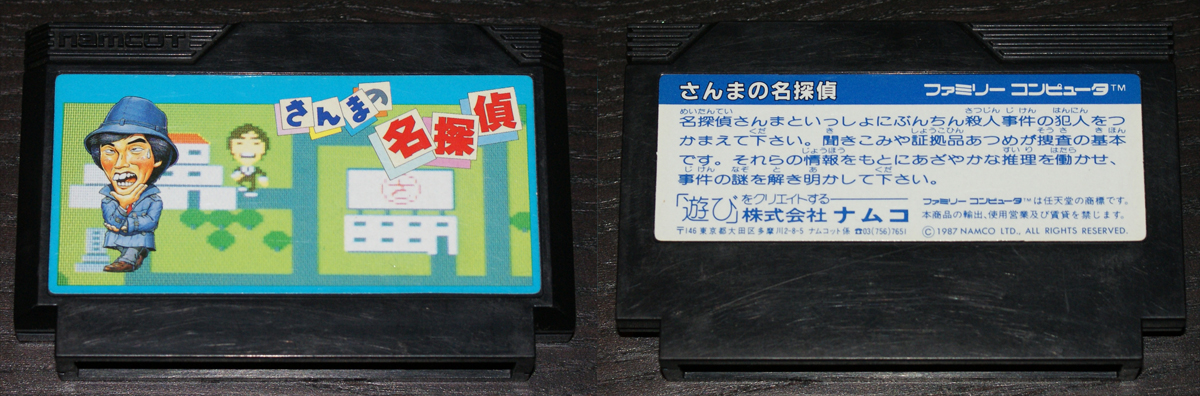 namcot
さんまの
名探偵
さんまの名探偵
ファミリー コンピュータ™
めいたんてい さつじん じ けん はんにん
名探偵さんまといっしょにぶんちん殺人事件の犯人をつ
くだ き しょうこひん そうさ きほん
かまえて下さい。聞きこみや証拠品あつめが捜査の基本
じょうほう すいり はたら
です。それらの情報をもとにあざやかな推理を働かせ、
じ けん なぞ と あ くだ
事件の謎を解き明かして下さい。
「遊び」をクリエイトする
株式会社 ナムコ
〒146 東京都大田区多摩川2-8-5 ナムコット係 ☎03(756)7651
ファミリーコンピュータ™は任天堂の商標です。
本商品の輸出、使用営業及び賃貸を禁じます。
©1987 NAMCO LTD., ALL RIGHTS RESERVED.